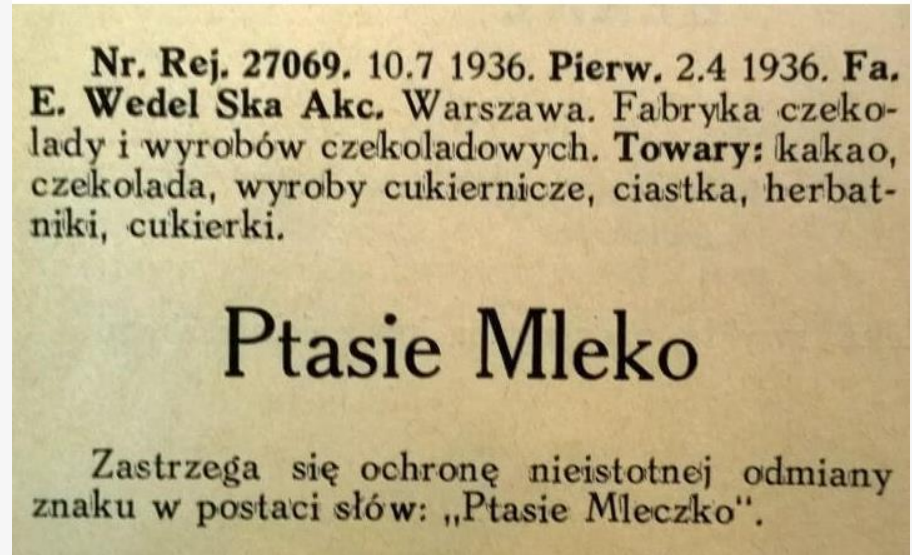 Nr. Rej. 27069. 10.7 1936. Pierw. 2.4 1936. Fa.
E. Wedel Ska Akc. Warszawa. Fabryka czeko-
lady i wyrobów czekoladowych. Towary: kakao,
czekolada, wyroby cukiernicze, ciastka, herbat-
niki, cukierki.
Ptasie Mleko
Zastrzega się ochronę nieistotnej odmiany
znaku w postaci słów: „Ptasie Mleczko".